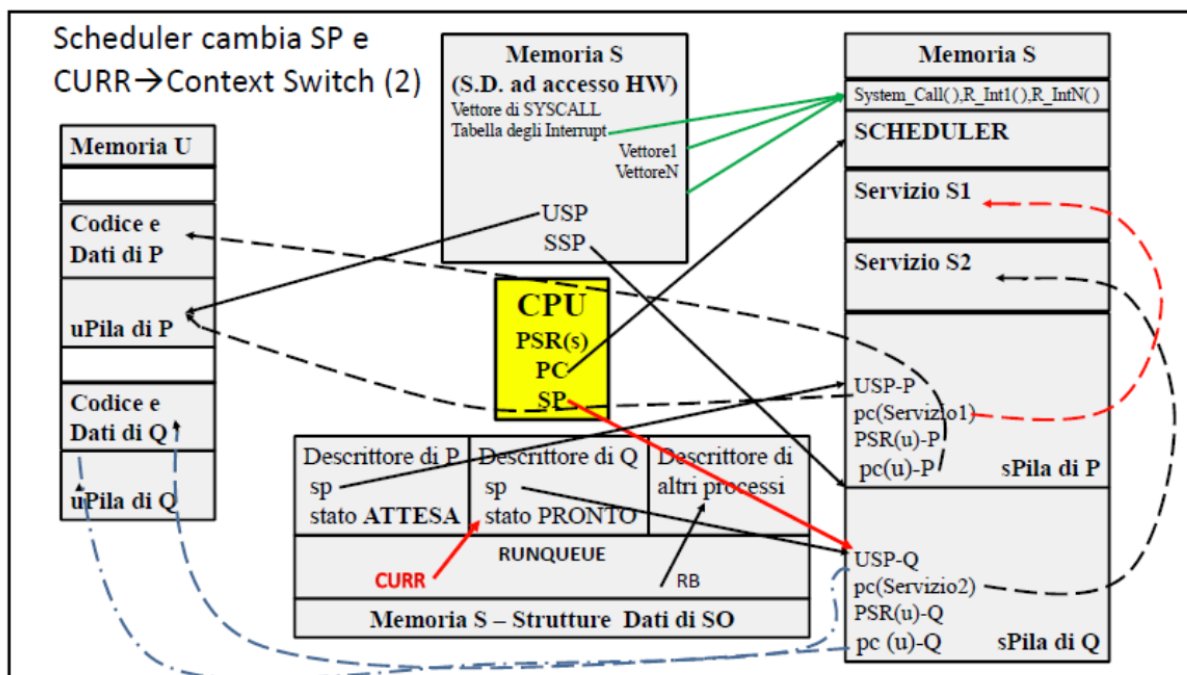 Scheduler cambia SP e
CURR→Context Switch (2)
Memoria U
Codice e
Dati di P
uPila di P
Codice e
Dati di Q
uPila di Q
Memoria S
(S.D. ad accesso HW)
Vettore di SYSCALL
Tabella degli Interrupt
Vettore1
VettoreN
USP
SSP
CPU
PSR(s)
PC
SP
Descrittore di P
sp
stato ATTESA
Descrittore di Q
sp
stato PRONTO
Descrittore di
altri processi
RUNQUEUE
CURR
RB
Memoria S – Strutture Dati di SO
Memoria S
System_Call(),R_Int1(),R_IntN()
SCHEDULER
Servizio S1
Servizio S2
USP-P
pc(Servizio1)
PSR(u)-P
pc(u)-P
sPila di P
USP-Q
pc(Servizio2)
PSR(u)-Q
pc (u)-Q
sPila di Q